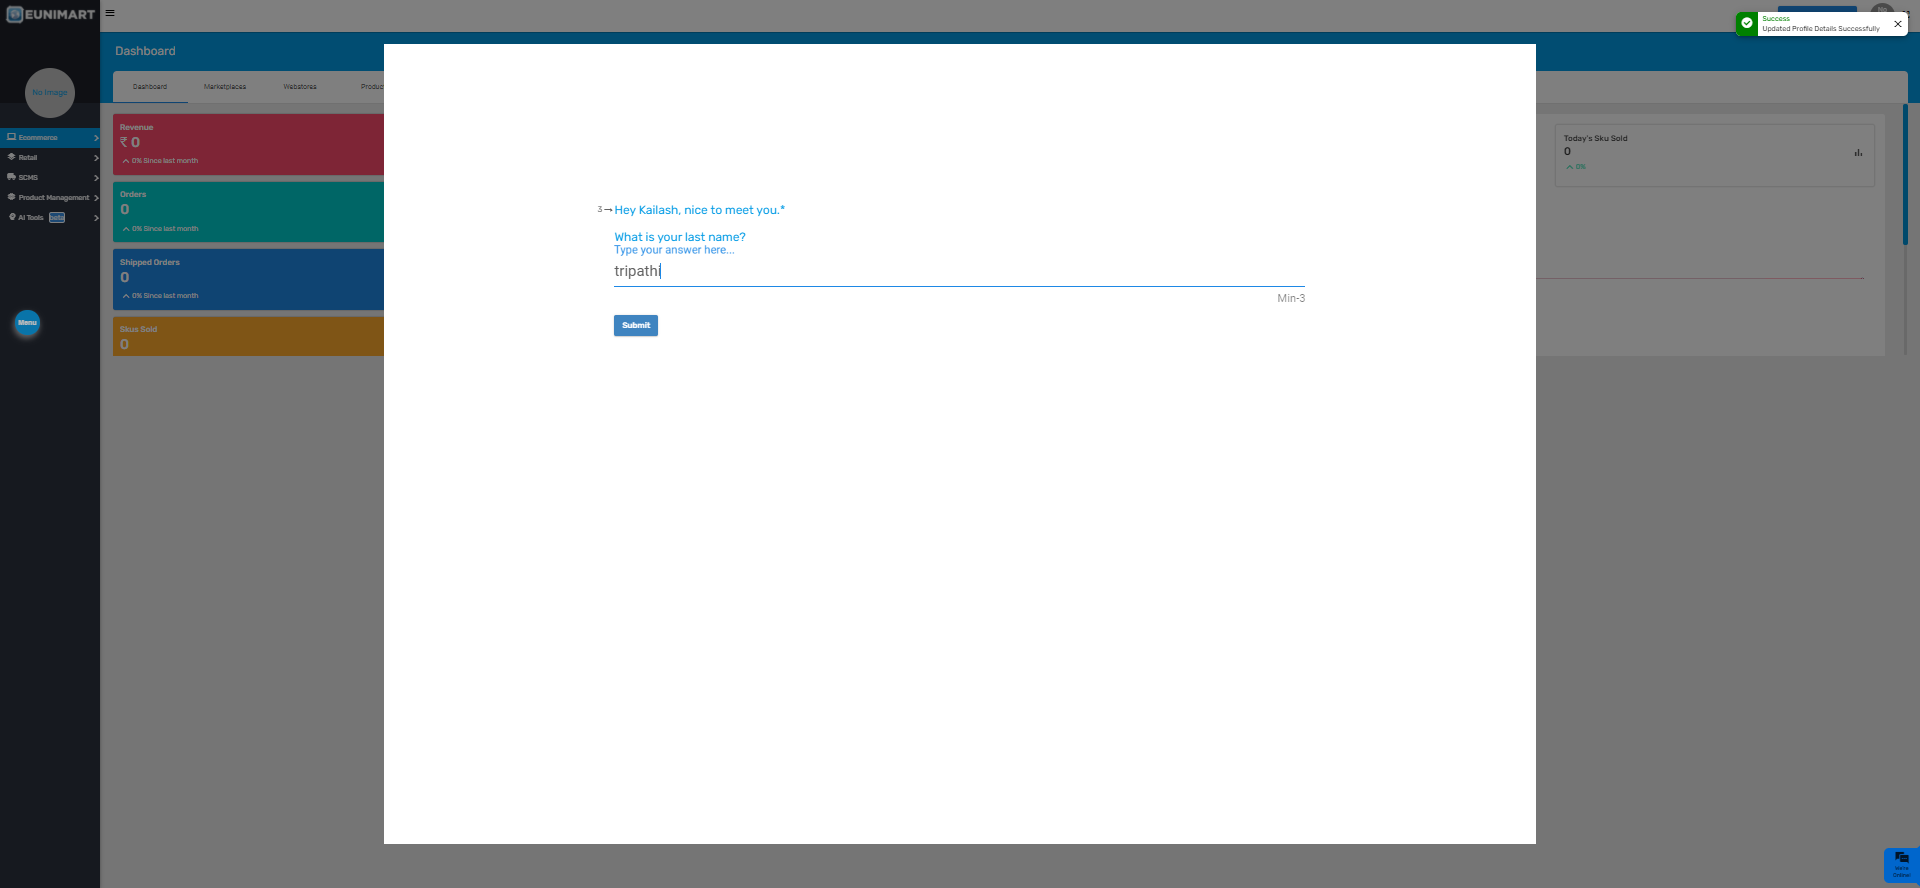 EUNIMART
Success
Updated Profile Details Successfully
Dashboard
No Image
Dashboard
Marketplaces
Webstores
Produc
Ecommerce
Retail
SCMS
Product Management
AI Tools beta
Menu
Revenue
₹ 0
0% Since last month
Orders
0
0% Since last month
Shipped Orders
0
0% Since last month
Skus Sold
0
3→ Hey Kailash, nice to meet you.*
What is your last name?
Type your answer here...
tripathi
Min-3
Submit
Today's Sku Sold
0
0%